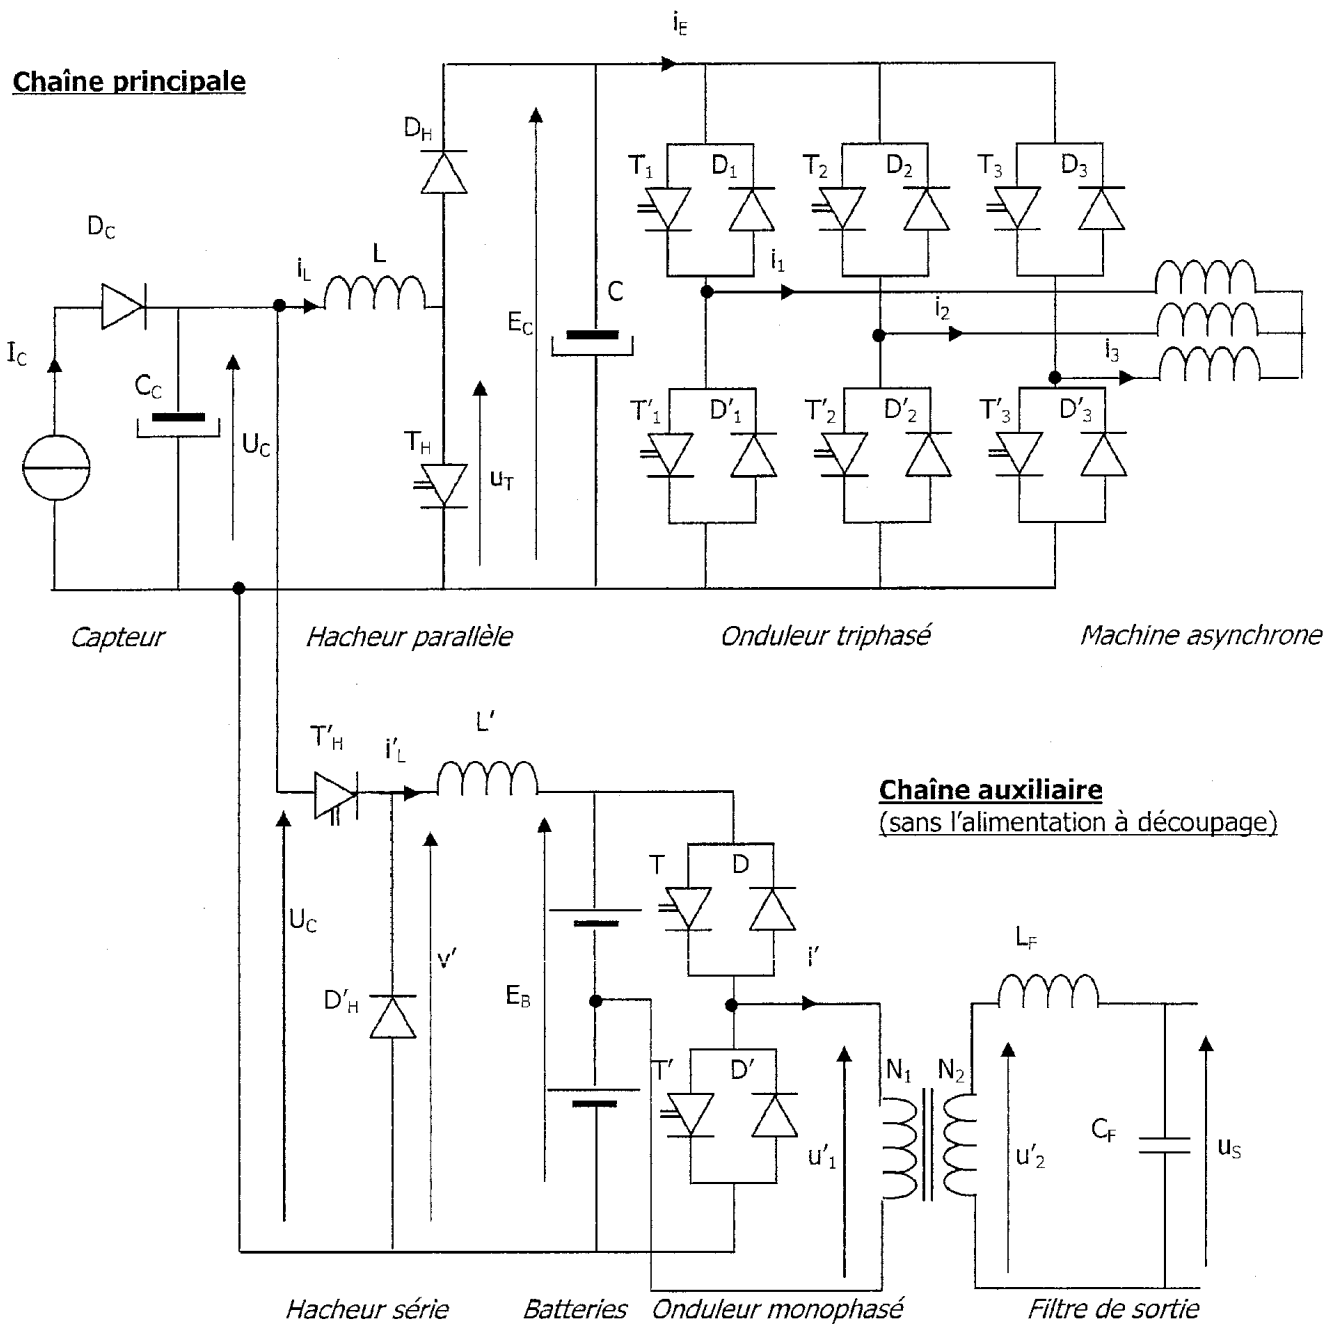 Chaîne principale
i_E
D_H
T_1 D_1 T_2 D_2 T_3 D_3
D_C
i_L L
i_1
C
E_C
i_2
I_C
C_C
i_3
U_C
T_H
u_T
T'_1 D'_1 T'_2 D'_2 T'_3 D'_3
Capteur Hacheur parallèle Onduleur triphasé Machine asynchrone
L'
T'_H i'_L
Chaîne auxiliaire
(sans l'alimentation à découpage)
T D
U_C
v'
i'
L_F
D'_H
E_B
T' D'
N_1 N_2
C_F
u'_1
u'_2
u_S
Hacheur série Batteries Onduleur monophasé Filtre de sortie